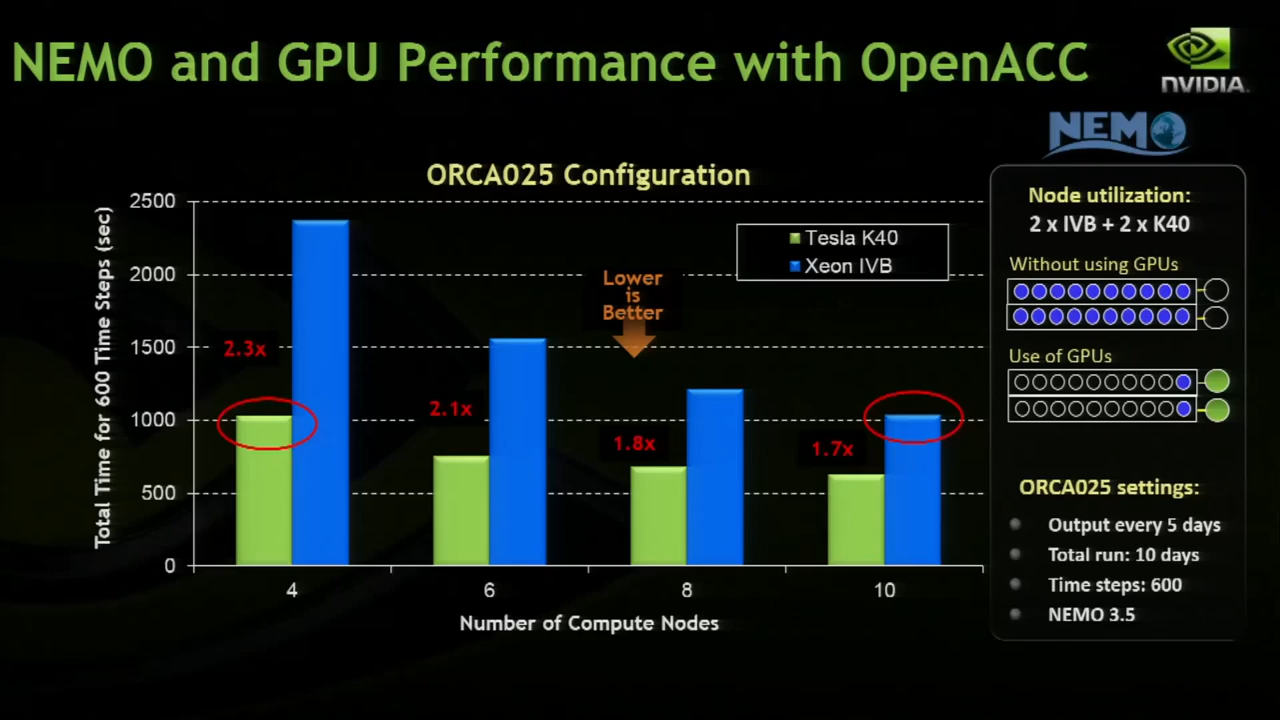 NEMO and GPU Performance with OpenACC
NVIDIA.
NEMO
ORCA025 Configuration
Total Time for 600 Time Steps (sec)
2500
2000
1500
1000
500
0
Tesla K40
Xeon IVB
Lower
is
Better
2.3x
2.1x
1.8x
1.7x
4
6
8
10
Number of Compute Nodes
Node utilization:
2 x IVB + 2 x K40
Without using GPUs
Use of GPUs
ORCA025 settings:
Output every 5 days
Total run: 10 days
Time steps: 600
NEMO 3.5